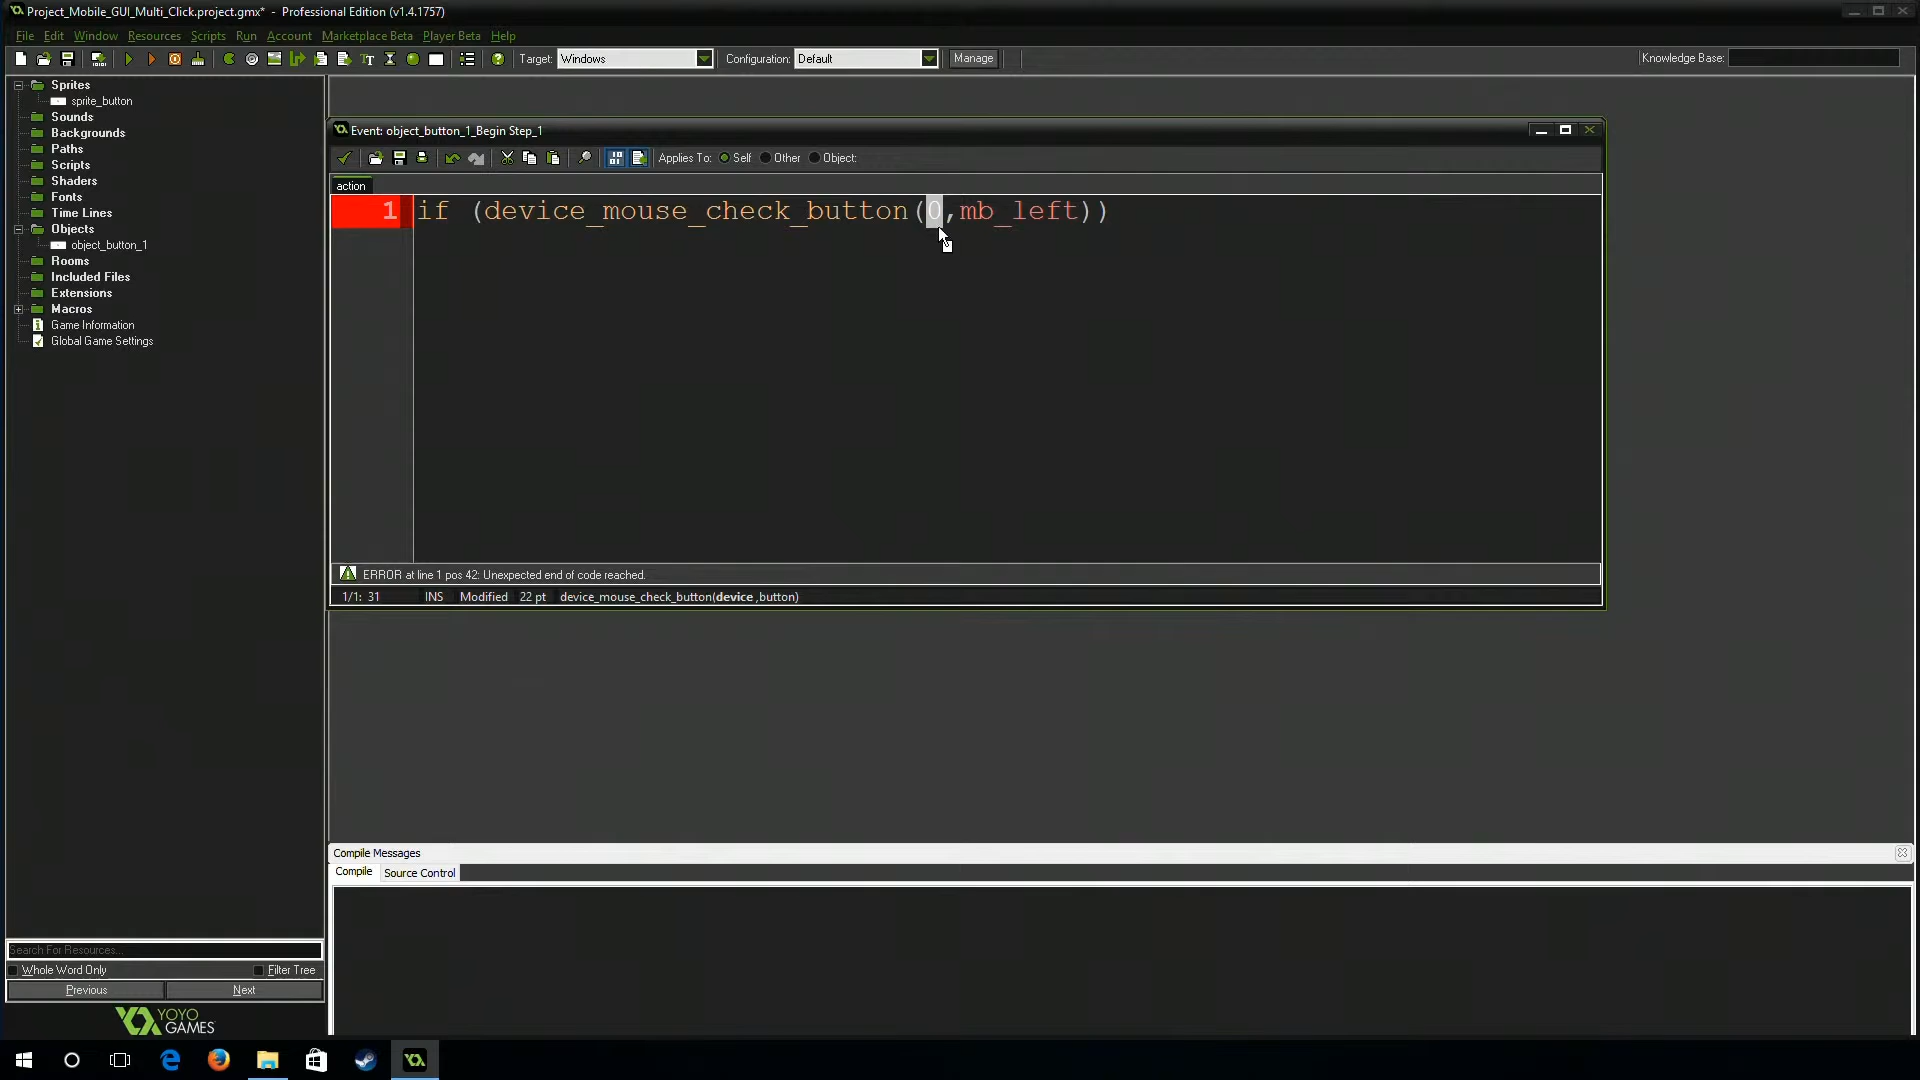 Project_Mobile_GUI_Multi_Click.project.gmx* - Professional Edition (v1.4.1757)
File Edit Window Resources Scripts Run Account Marketplace Beta Player Beta Help
Target: Windows Configuration: Default Manage Knowledge Base:
Sprites
sprite_button
Sounds
Backgrounds
Paths
Scripts
Shaders
Fonts
Time Lines
Objects
object_button_1
Rooms
Included Files
Extensions
Macros
Game Information
Global Game Settings
Event: object_button_1_Begin Step_1
Applies To: Self Other Object:
action
1 if (device_mouse_check_button(0,mb_left))
ERROR at line 1 pos 42: Unexpected end of code reached.
1/1: 31 INS Modified 22 pt device_mouse_check_button(device ,button)
Compile Messages
Compile Source Control
Search For Resources...
Whole Word Only Filter Tree
Previous Next
YOYO
GAMES